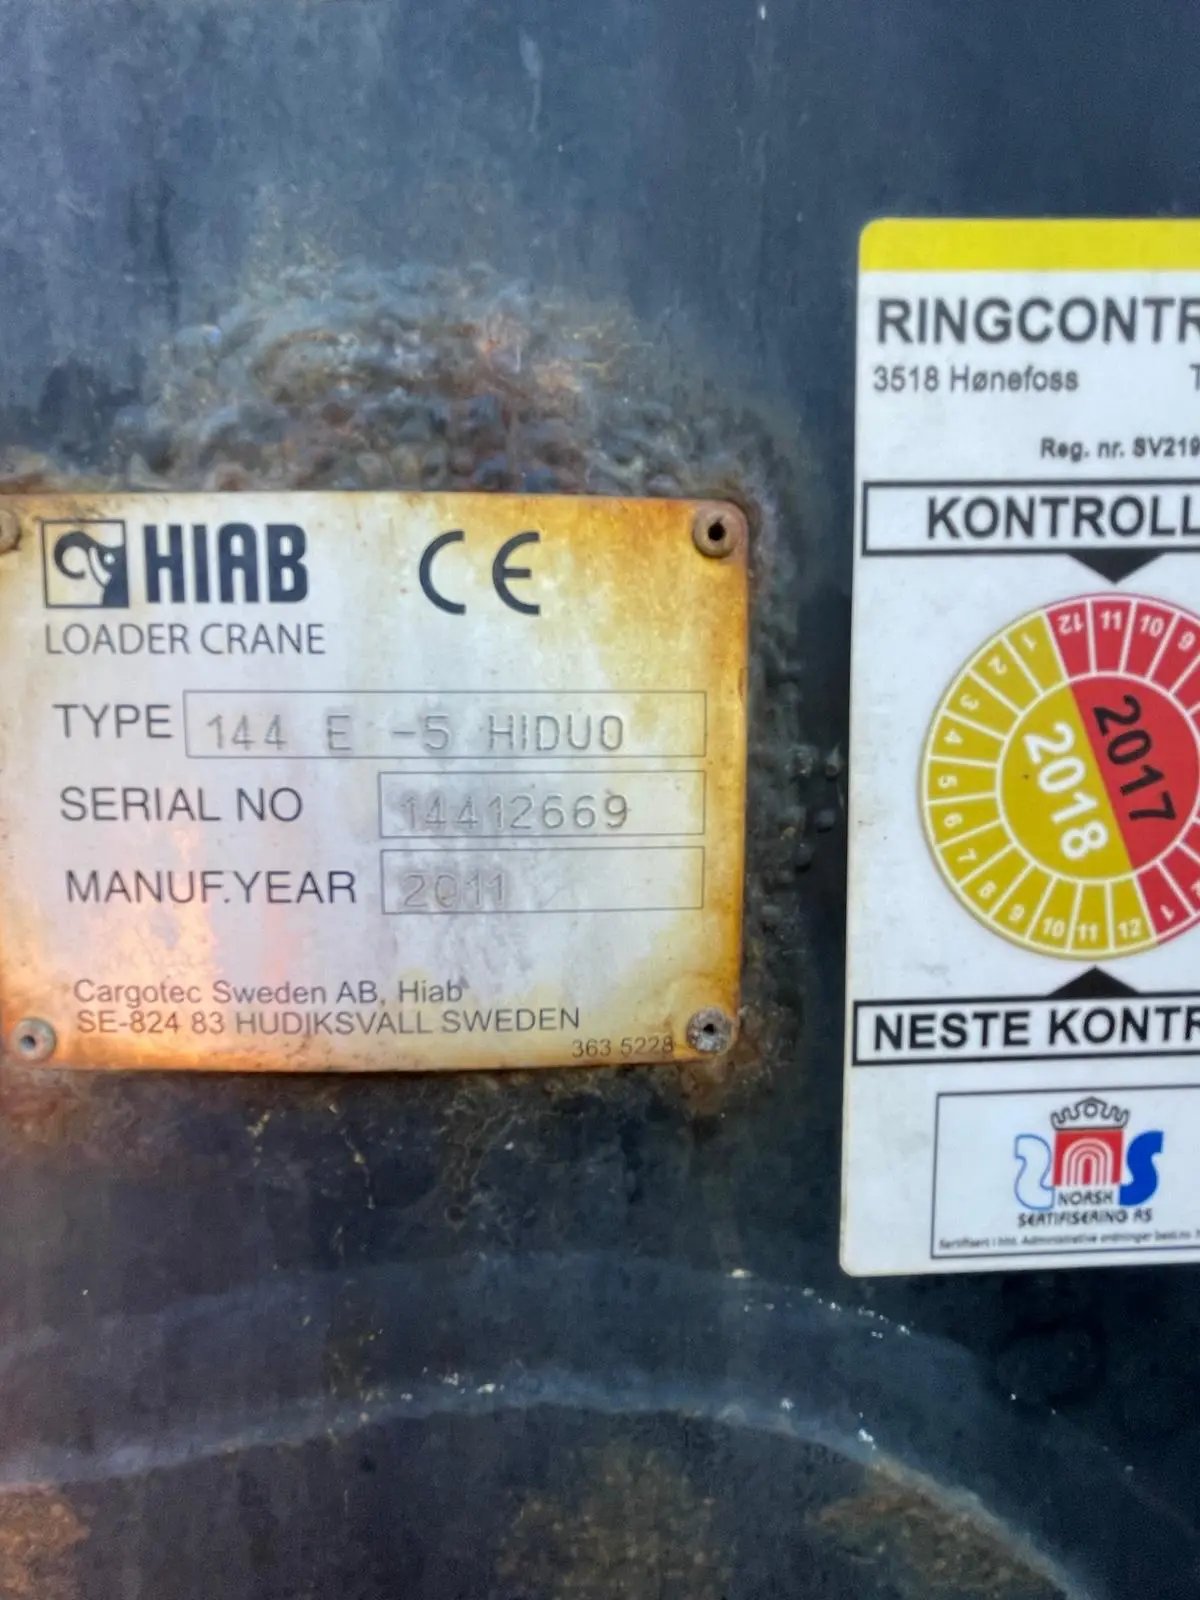 HIAB CE
LOADER CRANE
TYPE 144 E -5 HIDUO
SERIAL NO 14412669
MANUF.YEAR 2011
Cargotec Sweden AB, Hiab
SE-824 83 HUDIKSVALL SWEDEN
363 5228
RINGCONTR
3518 Hønefoss T
Reg. nr. SV219
KONTROLL
12 11 10 9
1 2 3 4 5 6 7 8 9 10 11 12 1
2017
2018
NESTE KONTR
NORSK
SERTIFISERING AS